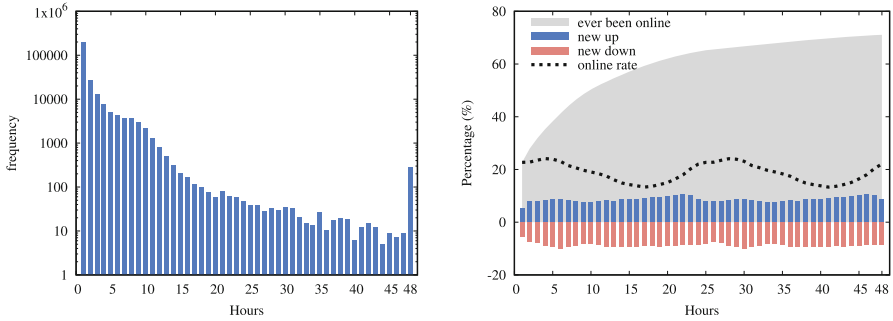 1x10⁶
100000
10000
1000
100
10
1
frequency
0 5 10 15 20 25 30 35 40 45 48
Hours
80
60
40
20
0
-20
Percentage (%)
ever been online
new up
new down
online rate
0 5 10 15 20 25 30 35 40 45 48
Hours